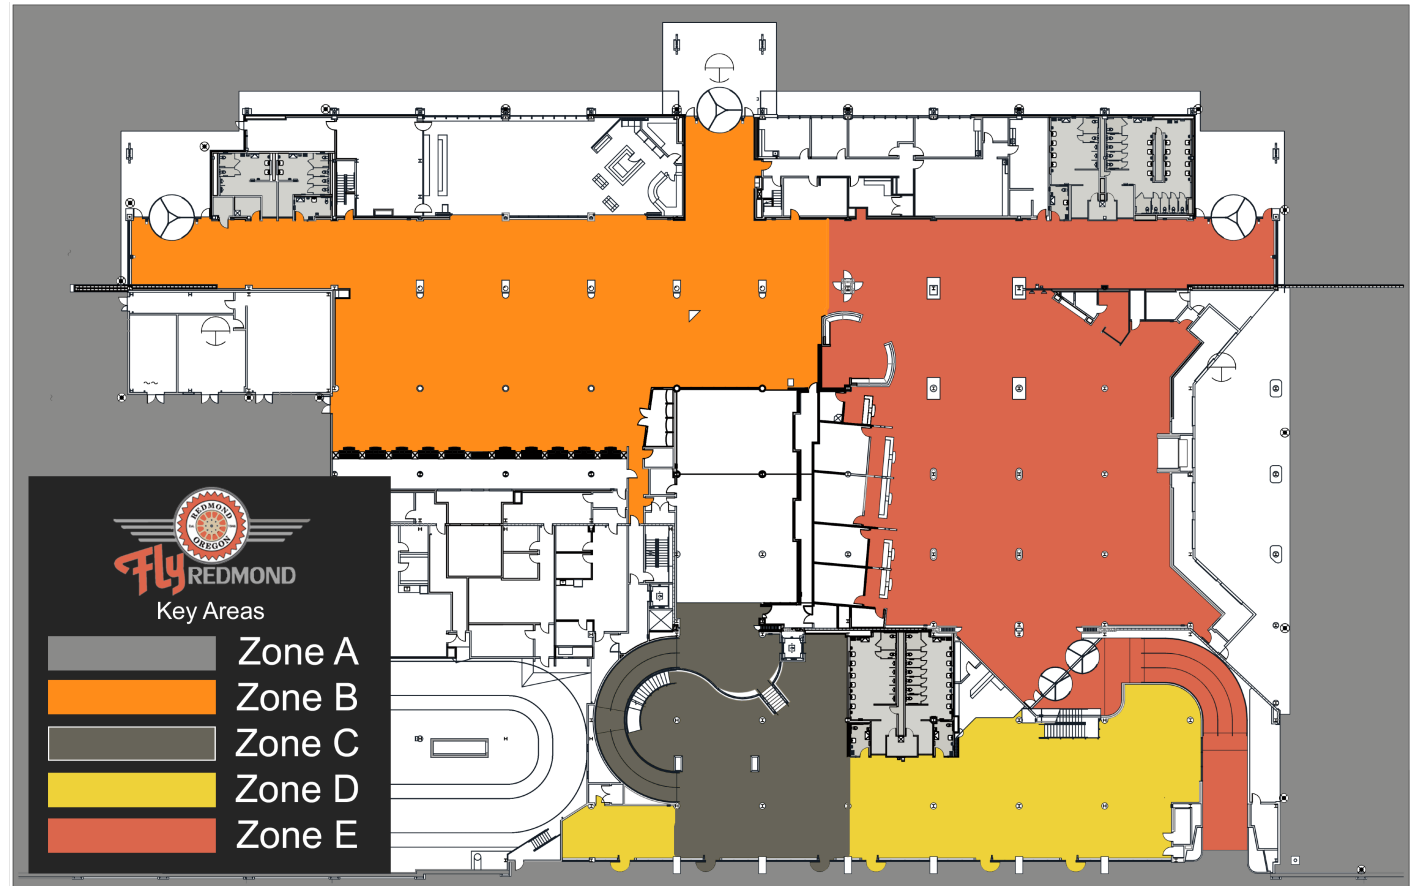 REDMOND
OREGON
Fly
REDMOND
Key Areas
Zone A
Zone B
Zone C
Zone D
Zone E